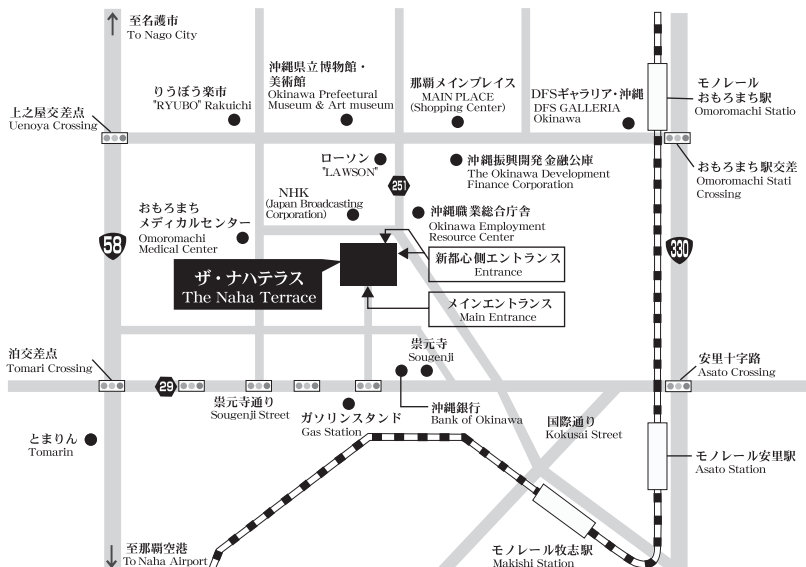 至名護市
To Nago City
りうぼう楽市
"RYUBO" Rakuichi
沖縄県立博物館・
美術館
Okinawa Prefectural
Museum & Art museum
那覇メインプレイス
MAIN PLACE
(Shopping Center)
DFSギャラリア・沖縄
DFS GALLERIA
Okinawa
モノレール
おもろまち駅
Omoromachi Statio
上之屋交差点
Uenoya Crossing
ローソン
"LAWSON"
沖縄振興開発金融公庫
The Okinawa Development
Finance Corporation
おもろまち駅交差
Omoromachi Stati
Crossing
251
NHK
(Japan Broadcasting
Corporation)
おもろまち
メディカルセンター
Omoromachi
Medical Center
沖縄職業総合庁舎
Okinawa Employment
Resource Center
58
330
新都心側エントランス
Entrance
ザ・ナハテラス
The Naha Terrace
メインエントランス
Main Entrance
泊交差点
Tomari Crossing
崇元寺
Sougenji
安里十字路
Asato Crossing
29
崇元寺通り
Sougenji Street
ガソリンスタンド
Gas Station
沖縄銀行
Bank of Okinawa
国際通り
Kokusai Street
とまりん
Tomarin
モノレール安里駅
Asato Station
至那覇空港
To Naha Airport
モノレール牧志駅
Makishi Station